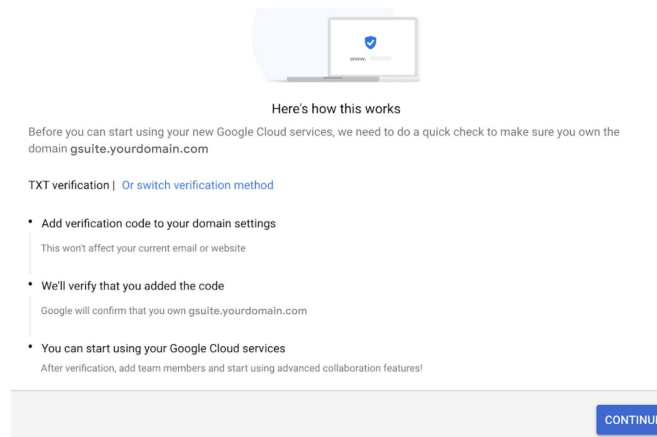 www.
Here's how this works
Before you can start using your new Google Cloud services, we need to do a quick check to make sure you own the
domain gsuite.yourdomain.com
TXT verification | Or switch verification method
• Add verification code to your domain settings
This won't affect your current email or website
• We'll verify that you added the code
Google will confirm that you own gsuite.yourdomain.com
• You can start using your Google Cloud services
After verification, add team members and start using advanced collaboration features!
CONTINUE